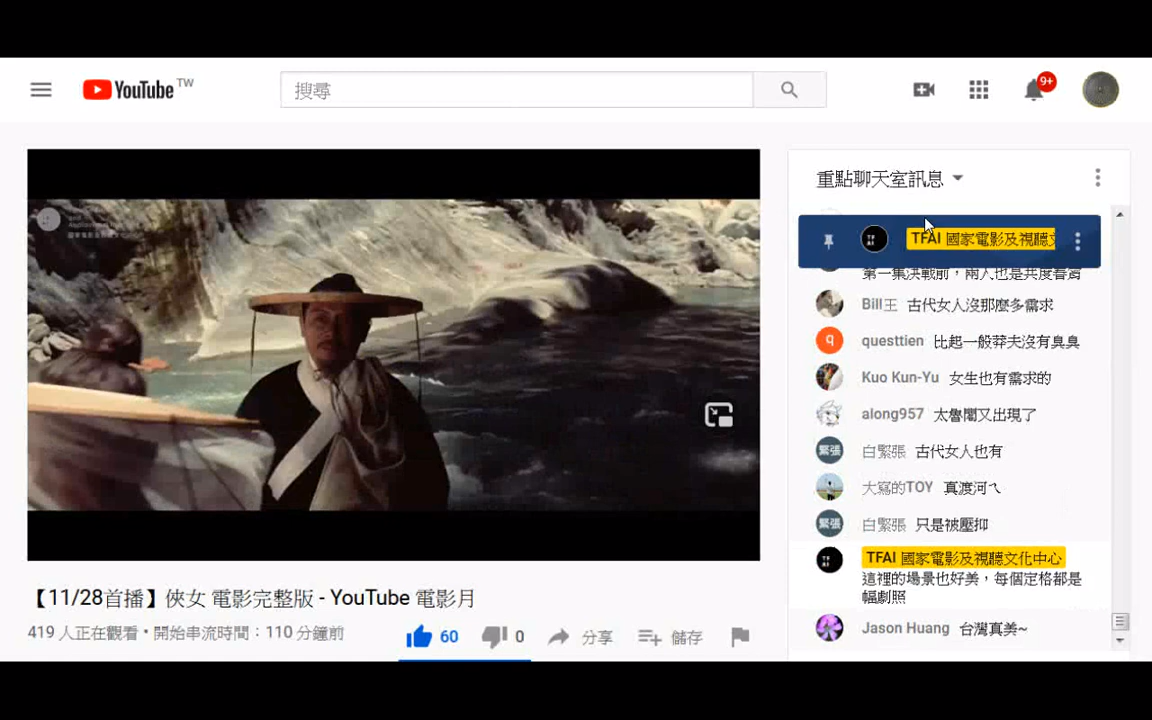 YouTube TW
搜尋
9+
重點聊天室訊息
TFAI 國家電影及視聽文
第一集決戰前，兩人也是共度春宵
Bill王 古代女人沒那麼多需求
questtien 比起一般莽夫沒有臭臭
Kuo Kun-Yu 女生也有需求的
along957 太魯閣又出現了
白緊張 古代女人也有
大寫的TOY 真渡河ㄟ
白緊張 只是被壓抑
TFAI 國家電影及視聽文化中心
這裡的場景也好美，每個定格都是
幅劇照
Jason Huang 台灣真美~
【11/28首播】俠女 電影完整版 - YouTube 電影月
419 人正在觀看 • 開始串流時間：110 分鐘前
60
0
分享
儲存